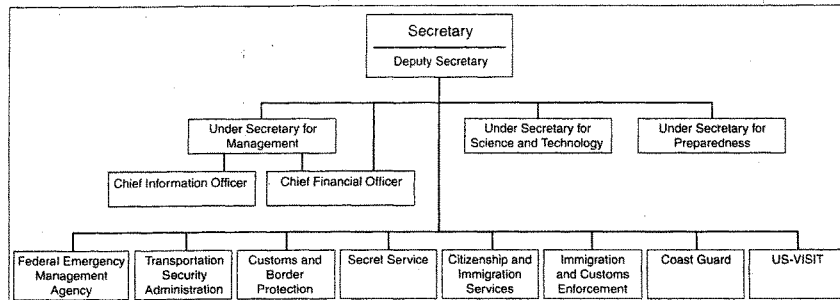 Secretary
Deputy Secretary
Under Secretary for
Management
Under Secretary for
Science and Technology
Under Secretary for
Preparedness
Chief Information Officer
Chief Financial Officer
Federal Emergency
Management
Agency
Transportation
Security
Administration
Customs and
Border
Protection
Secret Service
Citizenship and
Immigration
Services
Immigration
and Customs
Enforcement
Coast Guard
US-VISIT